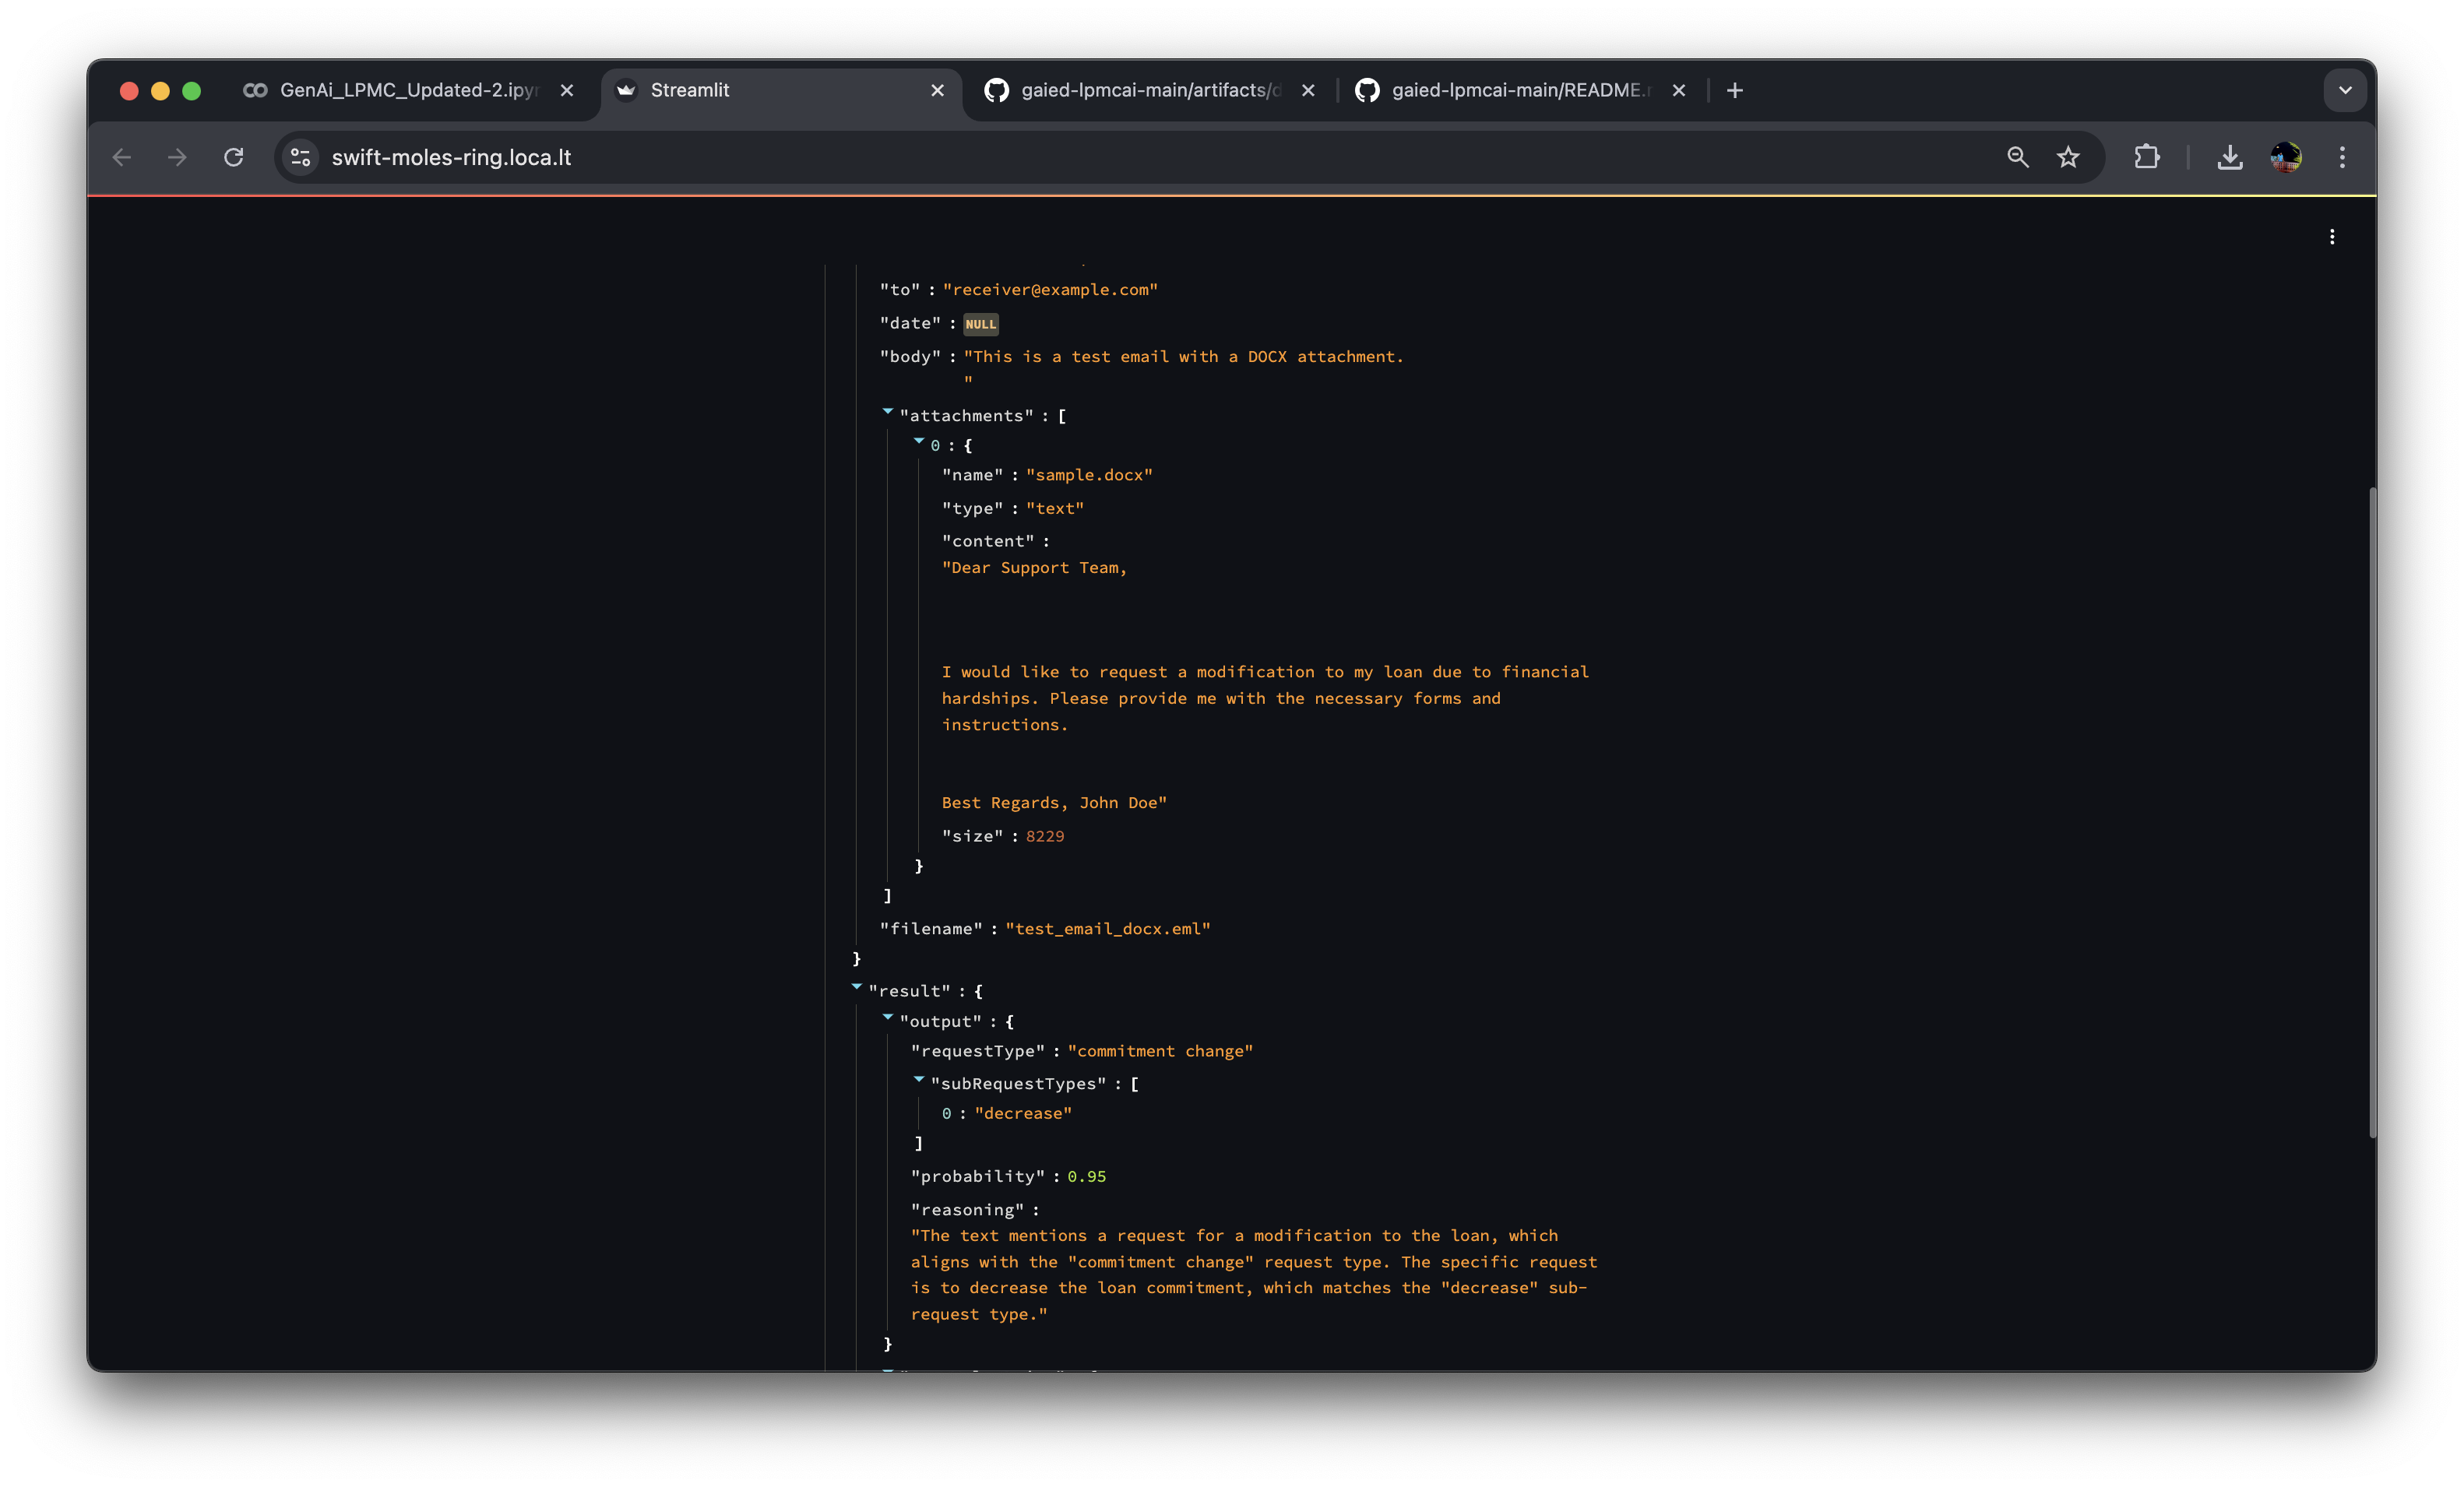 GenAi_LPMC_Updated-2.ipyn
Streamlit
gaied-lpmcai-main/artifacts/d
gaied-lpmcai-main/README.m
swift-moles-ring.loca.lt
"to" : "receiver@example.com"
"date" : NULL
"body" : "This is a test email with a DOCX attachment.
"
"attachments" : [
0 : {
"name" : "sample.docx"
"type" : "text"
"content" :
"Dear Support Team,
I would like to request a modification to my loan due to financial
hardships. Please provide me with the necessary forms and
instructions.
Best Regards, John Doe"
"size" : 8229
}
]
"filename" : "test_email_docx.eml"
}
"result" : {
"output" : {
"requestType" : "commitment change"
"subRequestTypes" : [
0 : "decrease"
]
"probability" : 0.95
"reasoning" :
"The text mentions a request for a modification to the loan, which
aligns with the "commitment change" request type. The specific request
is to decrease the loan commitment, which matches the "decrease" sub-
request type."
}